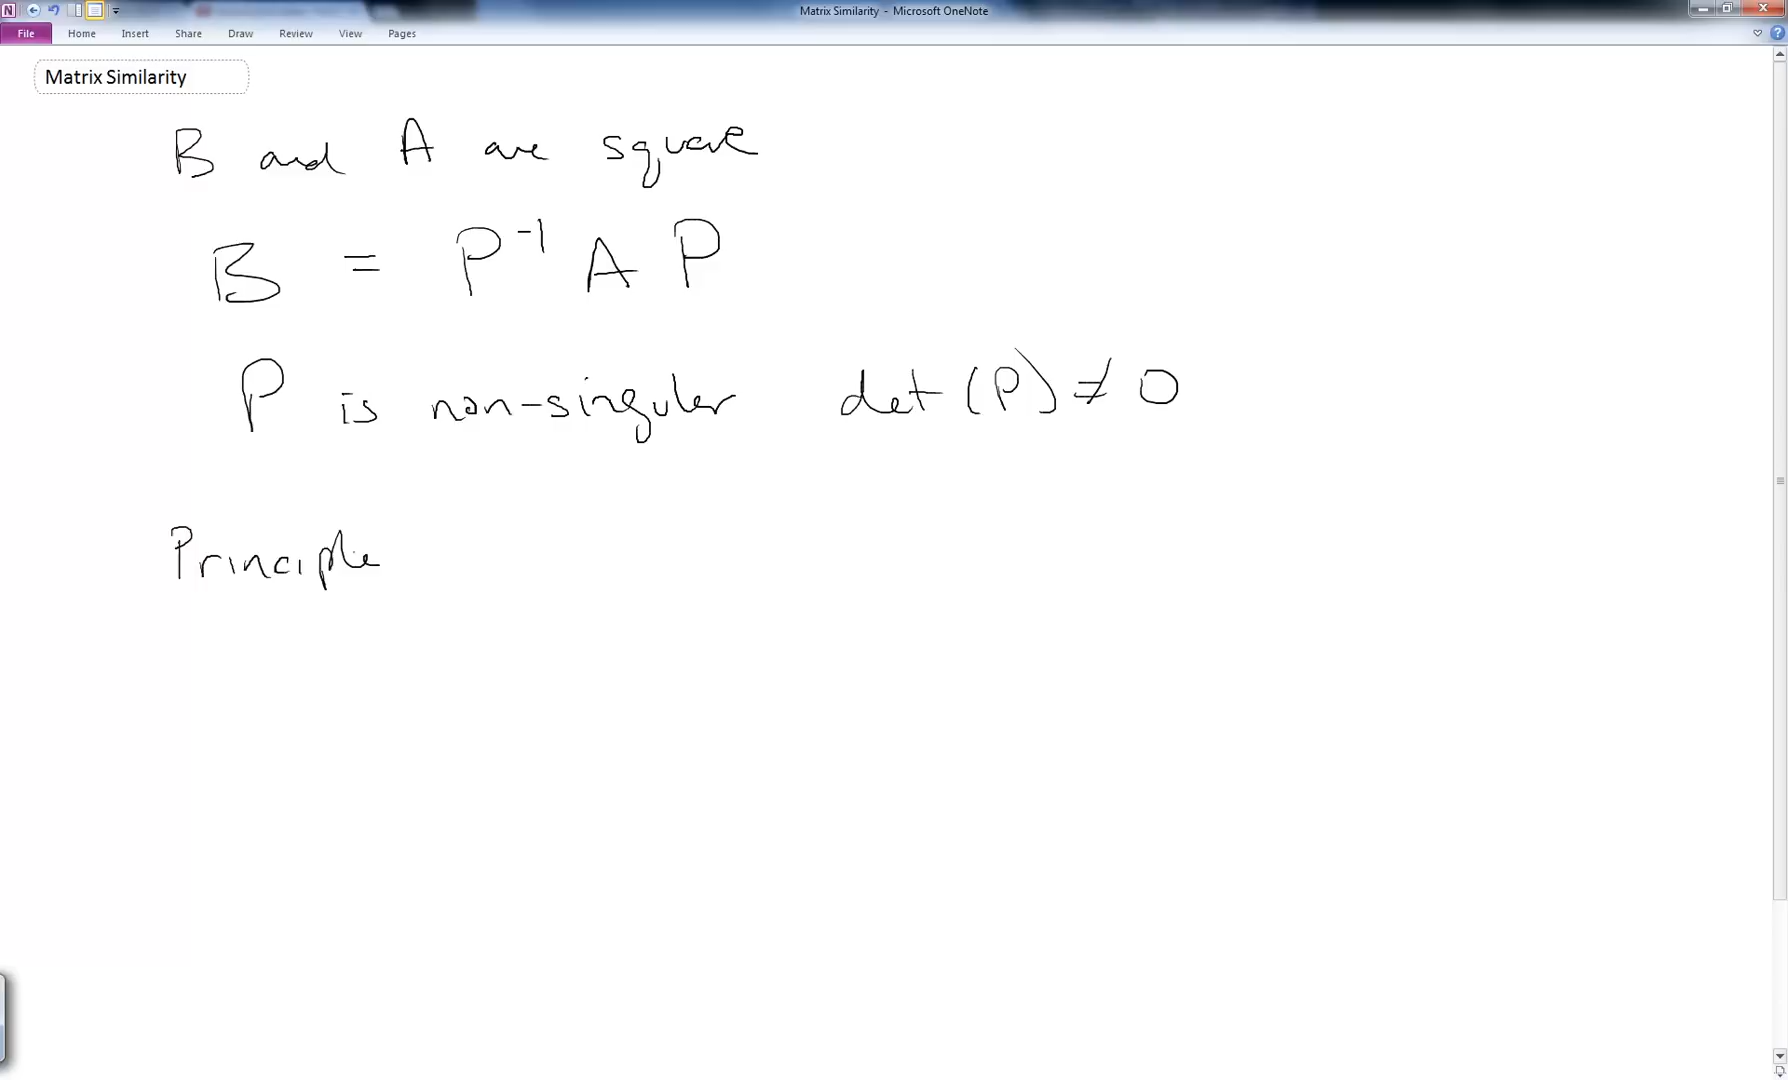 Matrix Similarity - Microsoft OneNote
File Home Insert Share Draw Review View Pages
Matrix Similarity
B and A are square
B = P⁻¹ A P
P is non-singular det (P) ≠ 0
Principle